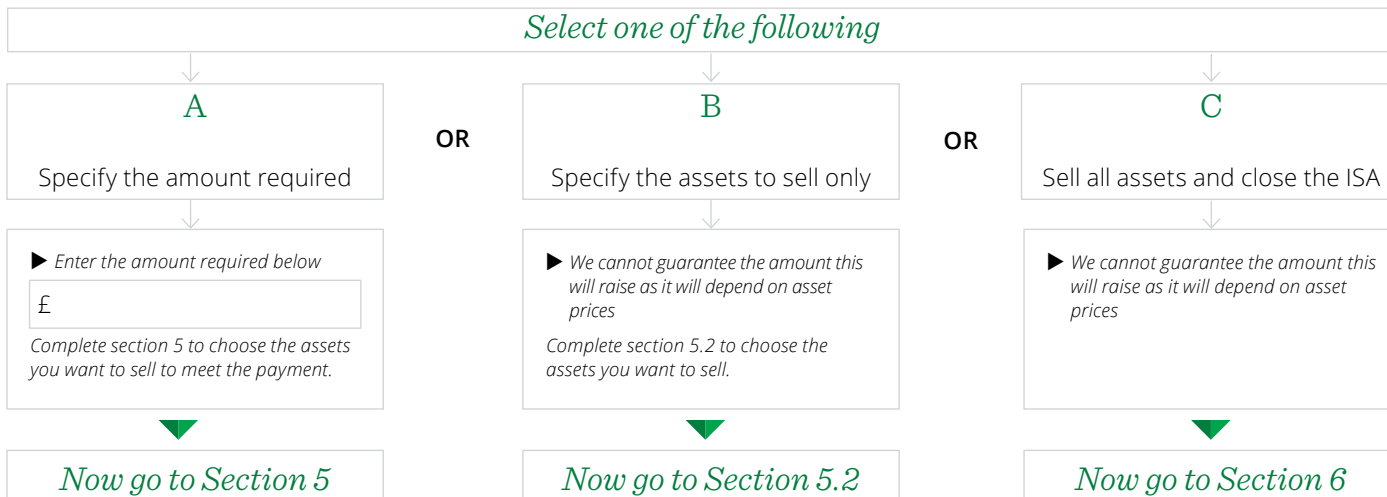 Select one of the following
A
Specify the amount required
▶ Enter the amount required below
£
Complete section 5 to choose the assets
you want to sell to meet the payment.
Now go to Section 5
OR
B
Specify the assets to sell only
▶ We cannot guarantee the amount this
will raise as it will depend on asset
prices
Complete section 5.2 to choose the
assets you want to sell.
Now go to Section 5.2
OR
C
Sell all assets and close the ISA
▶ We cannot guarantee the amount this
will raise as it will depend on asset
prices
Now go to Section 6